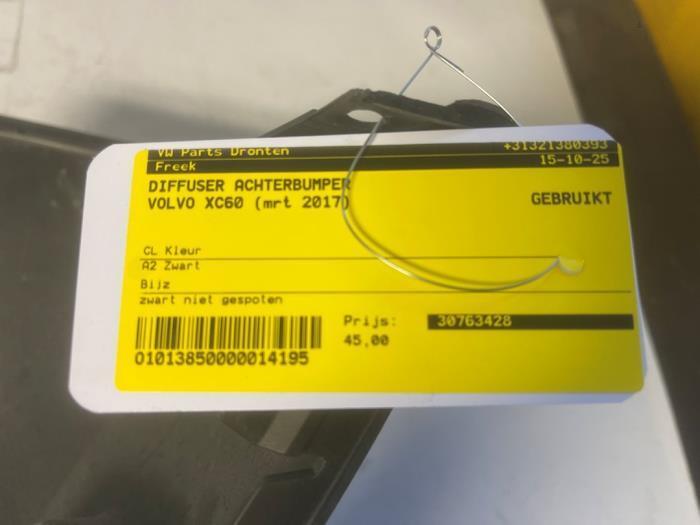 VW Parts Dronten +31321380393
Freek 15-10-25
DIFFUSER ACHTERBUMPER
VOLVO XC60 (mrt 2017) GEBRUIKT
CL Kleur
A2 Zwart
Bijz
zwart niet gespoten
Prijs: 30763428
45,00
01013850000014195